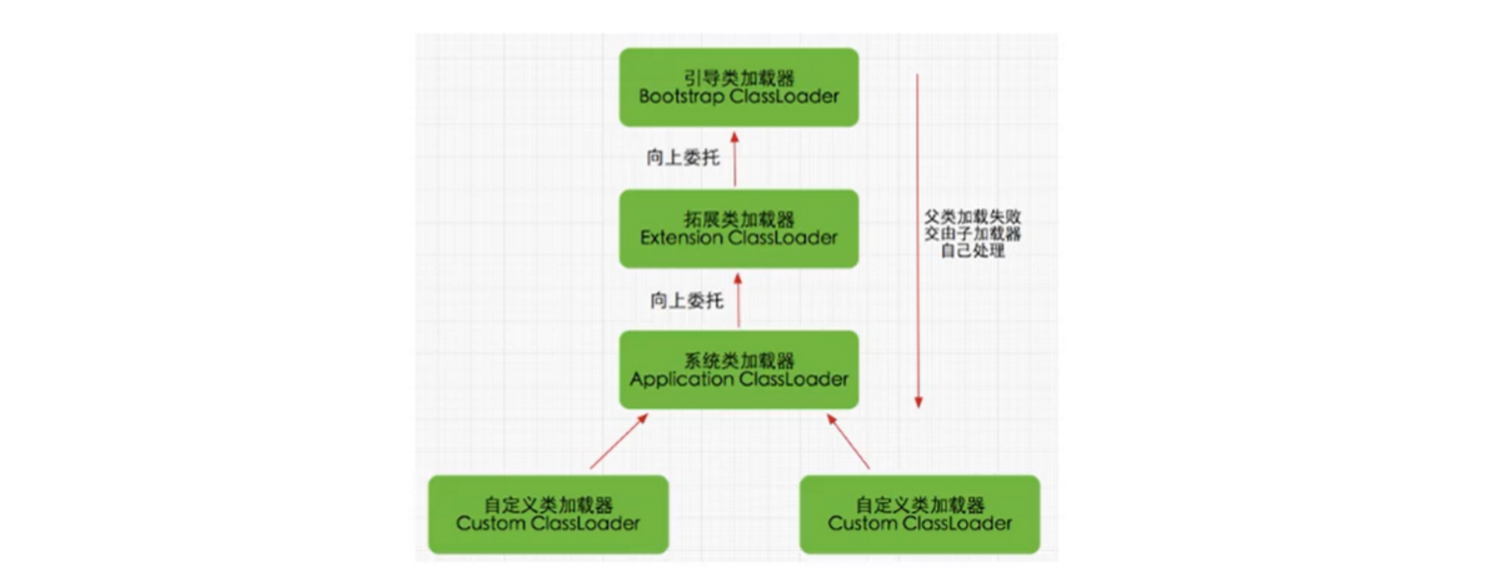 引导类加载器
Bootstrap ClassLoader
向上委托
拓展类加载器
Extension ClassLoader
父类加载失败
交由子加载器
自己处理
向上委托
系统类加载器
Application ClassLoader
自定义类加载器
Custom ClassLoader
自定义类加载器
Custom ClassLoader